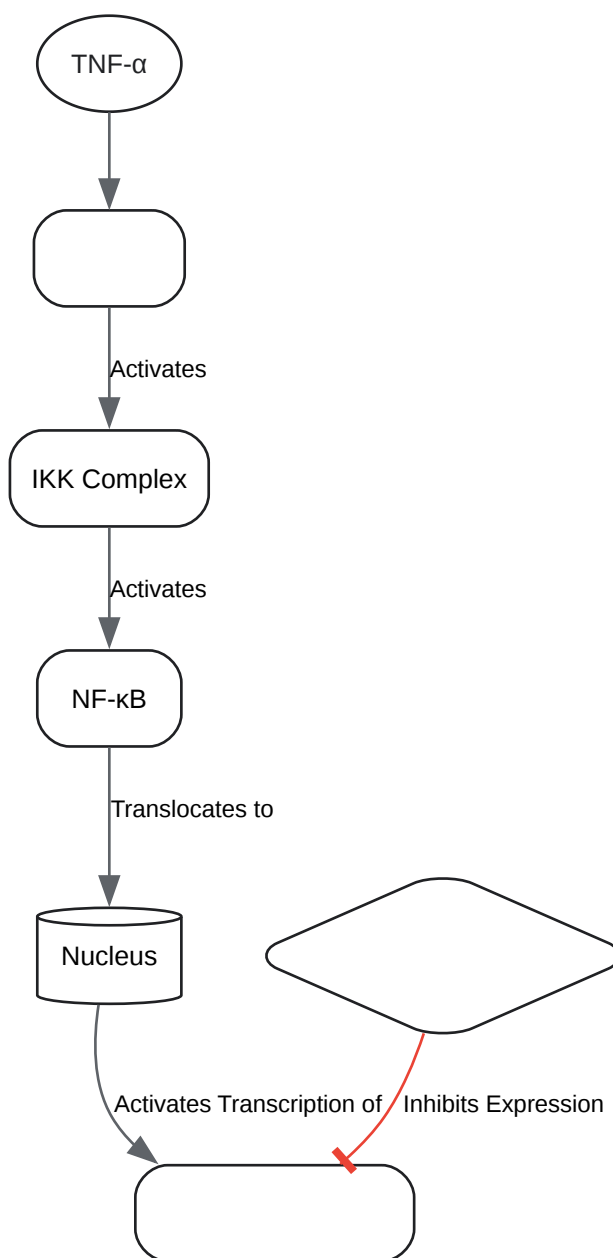 TNF-α
Activates
IKK Complex
Activates
NF-κB
Translocates to
Nucleus
Activates Transcription of
Inhibits Expression